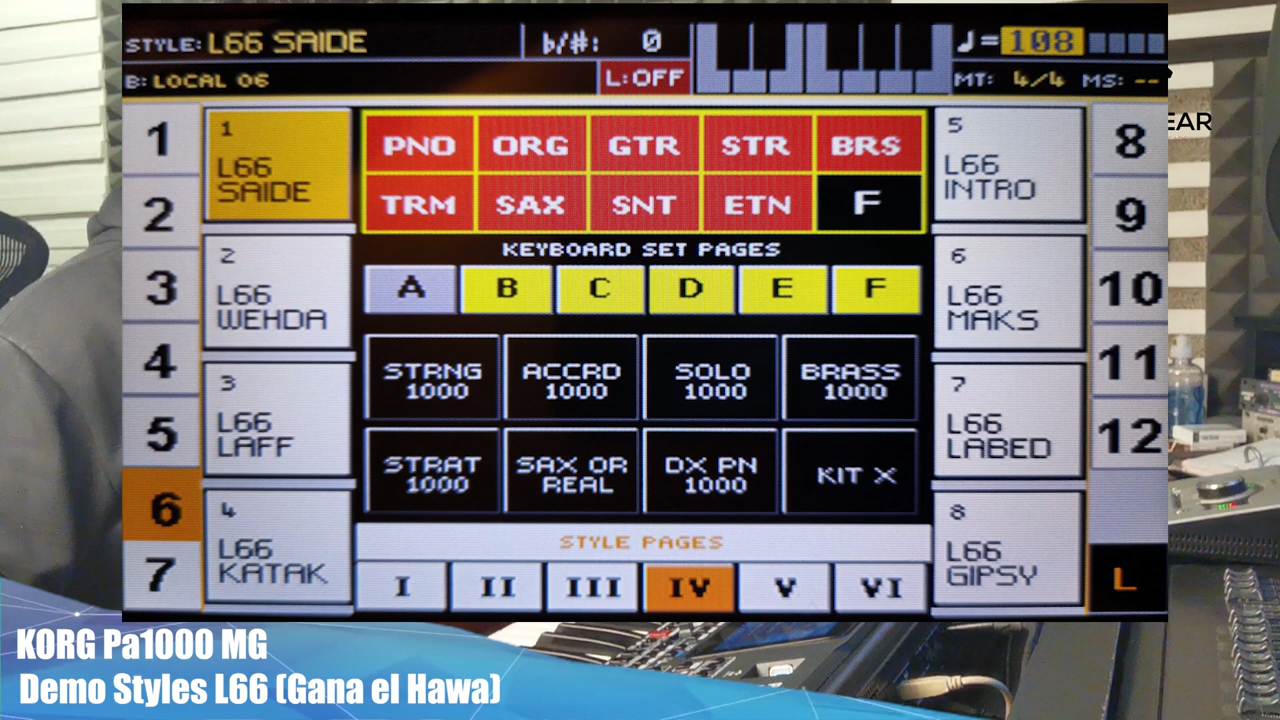 STYLE: L66 SAIDE
b/#: 0
♩= 108
B: LOCAL 06
L:OFF
MT: 4/4 MS: --
EAR
1
2
3
4
5
6
7
1
L66
SAIDE
2
L66
WEHDA
3
L66
LAFF
4
L66
KATAK
PNO ORG GTR STR BRS
TRM SAX SNT ETN F
KEYBOARD SET PAGES
A B C D E F
STRNG
1000
ACCRD
1000
SOLO
1000
BRASS
1000
STRAT
1000
SAX OR
REAL
DX PN
1000
KIT X
STYLE PAGES
I II III IV V VI
5
L66
INTRO
6
L66
MAKS
7
L66
LABED
8
L66
GIPSY
8
9
10
11
12
L
KORG Pa1000 MG
Demo Styles L66 (Gana el Hawa)